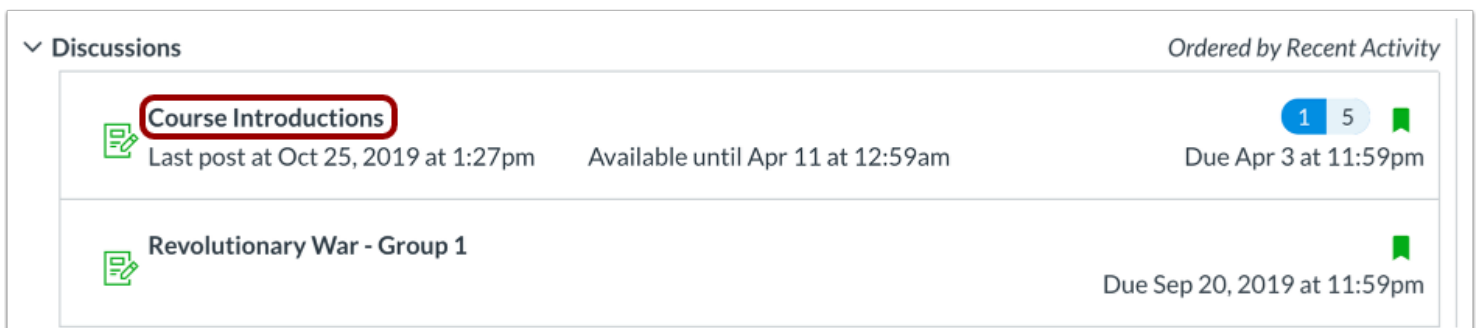 Discussions
Ordered by Recent Activity
Course Introductions
1 5
Last post at Oct 25, 2019 at 1:27pm
Available until Apr 11 at 12:59am
Due Apr 3 at 11:59pm
Revolutionary War - Group 1
Due Sep 20, 2019 at 11:59pm